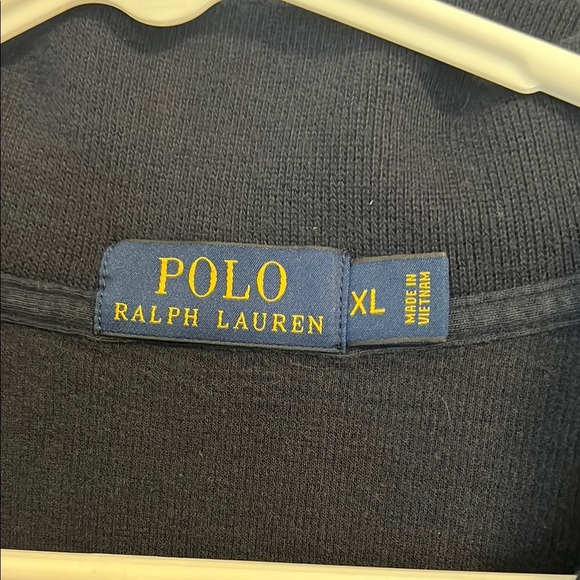 POLO
RALPH LAUREN
XL
MADE IN
VIETNAM